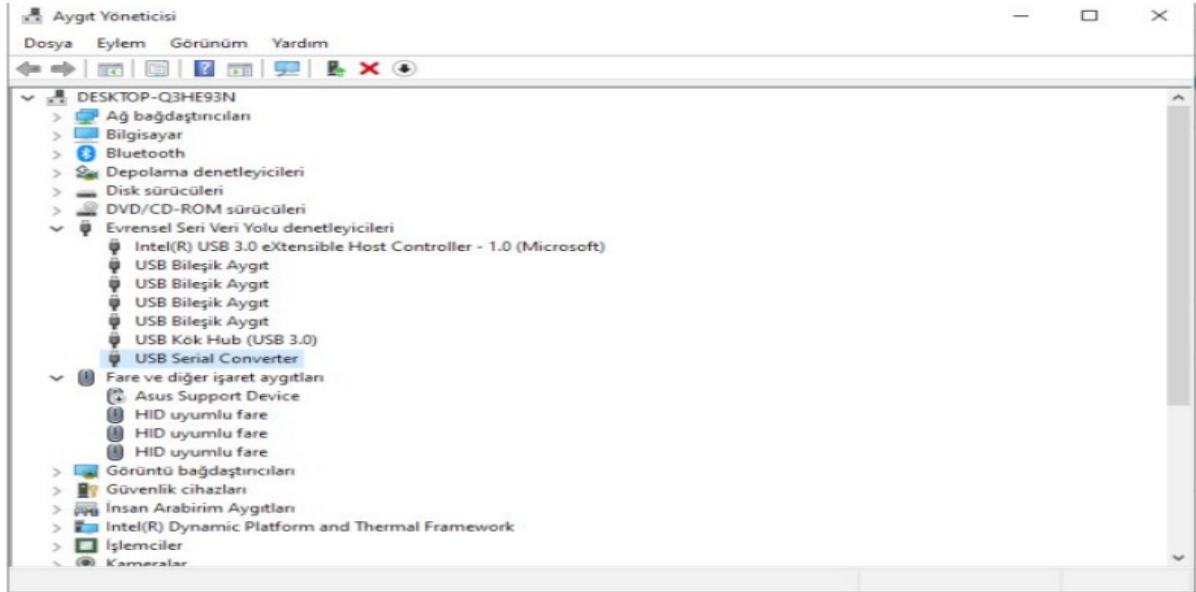 Aygıt Yöneticisi
Dosya Eylem Görünüm Yardım
DESKTOP-Q3HE93N
Ağ bağdaştırıcıları
Bilgisayar
Bluetooth
Depolama denetleyicileri
Disk sürücüleri
DVD/CD-ROM sürücüleri
Evrensel Seri Veri Yolu denetleyicileri
Intel(R) USB 3.0 eXtensible Host Controller - 1.0 (Microsoft)
USB Bileşik Aygıt
USB Bileşik Aygıt
USB Bileşik Aygıt
USB Bileşik Aygıt
USB Kök Hub (USB 3.0)
USB Serial Converter
Fare ve diğer işaret aygıtları
Asus Support Device
HID uyumlu fare
HID uyumlu fare
HID uyumlu fare
Görüntü bağdaştırıcıları
Güvenlik cihazları
İnsan Arabirim Aygıtları
Intel(R) Dynamic Platform and Thermal Framework
İşlemciler
Kameralar